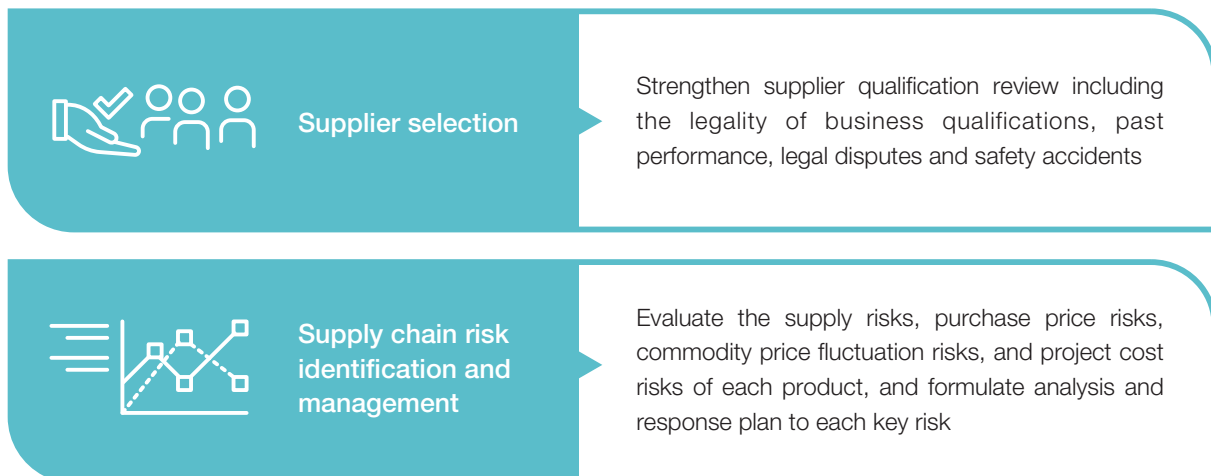 Supplier selection
Strengthen supplier qualification review including
the legality of business qualifications, past
performance, legal disputes and safety accidents
Supply chain risk
identification and
management
Evaluate the supply risks, purchase price risks,
commodity price fluctuation risks, and project cost
risks of each product, and formulate analysis and
response plan to each key risk